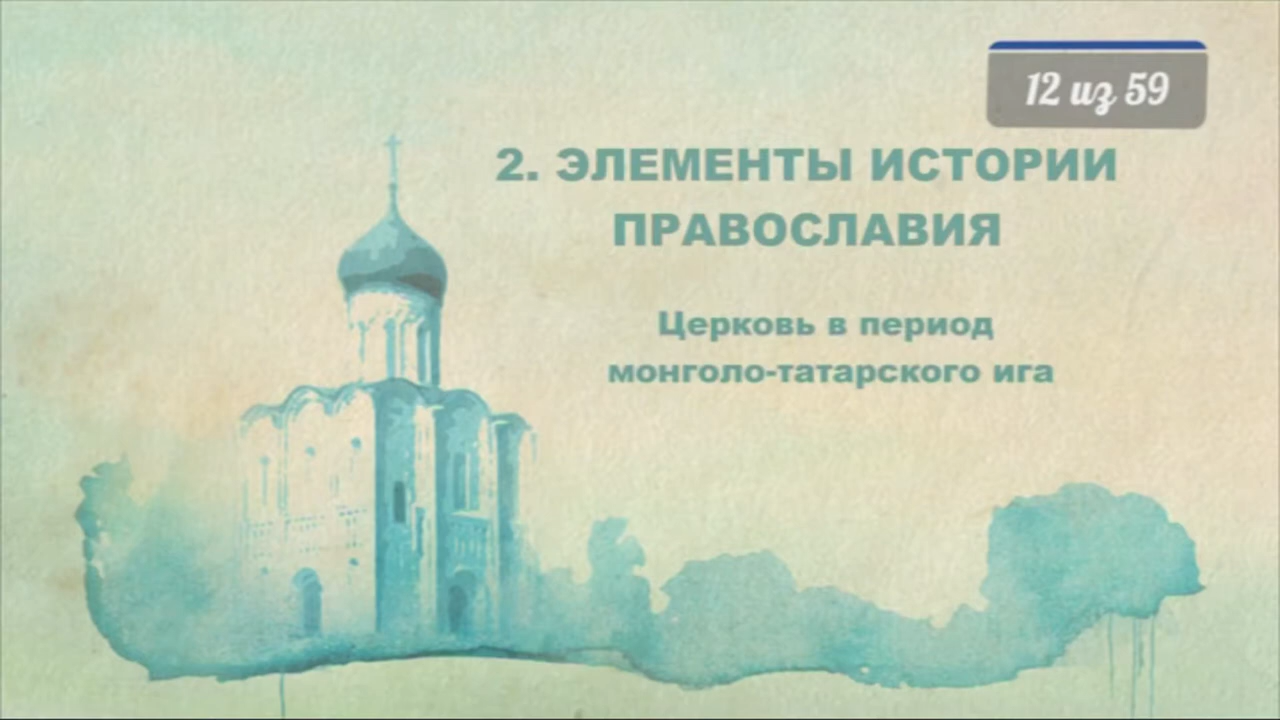 12 из 59
2. ЭЛЕМЕНТЫ ИСТОРИИ
ПРАВОСЛАВИЯ
Церковь в период
монголо-татарского ига